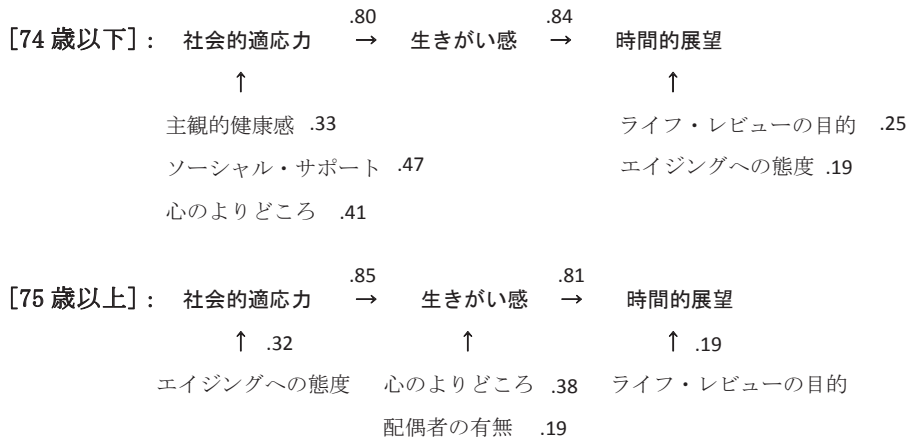 .80 .84
[74 歳以下]： 社会的適応力 → 生きがい感 → 時間的展望
↑ ↑
主観的健康感 .33 ライフ・レビューの目的 .25
ソーシャル・サポート .47 エイジングへの態度 .19
心のよりどころ .41
.85 .81
[75 歳以上]： 社会的適応力 → 生きがい感 → 時間的展望
↑ .32 ↑ ↑ .19
エイジングへの態度 心のよりどころ .38 ライフ・レビューの目的
配偶者の有無 .19